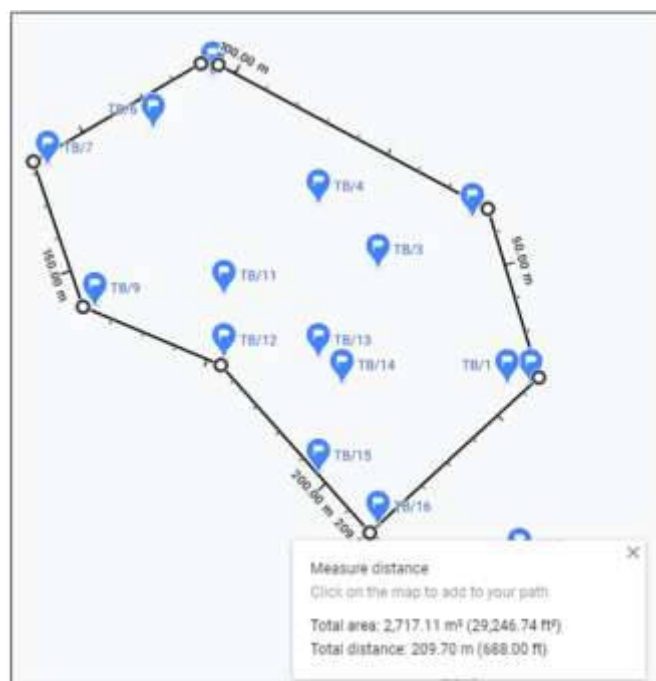 100.00 m
TB/6
TB/7
TB/4
TB/3
50.00 m
150.00 m
TB/11
TB/9
TB/12
TB/13
TB/14
TB/1
TB/15
200.00 m
209
TB/16
Measure distance
Click on the map to add to your path
Total area: 2,717.11 m² (29,246.74 ft²)
Total distance: 209.70 m (688.00 ft)